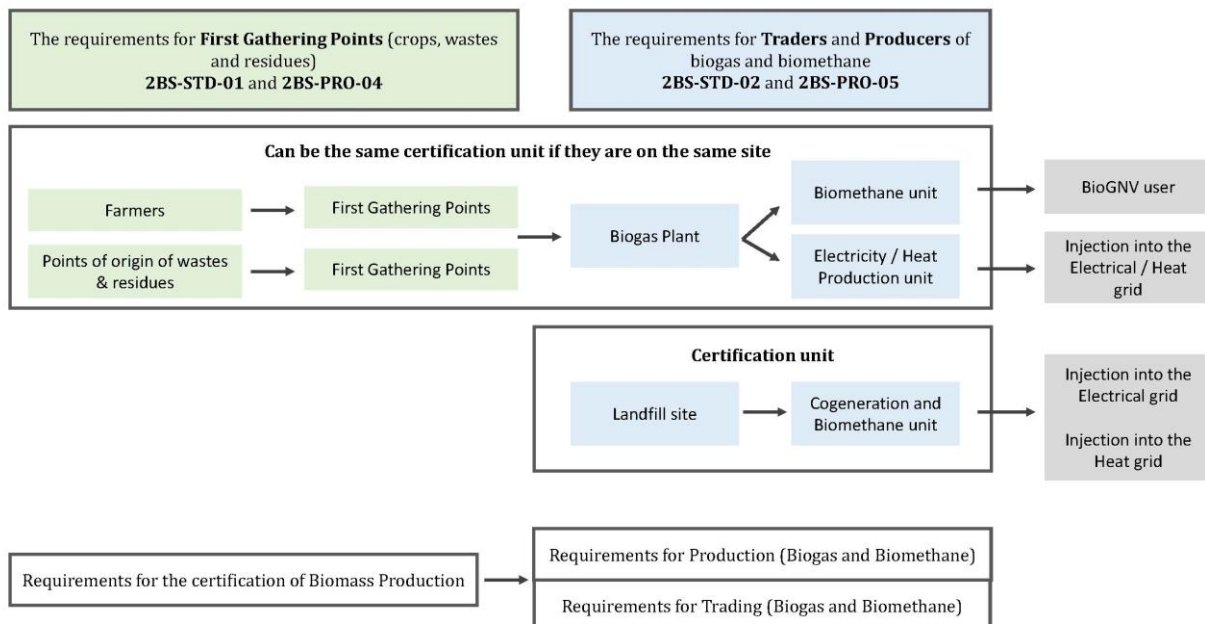 The requirements for First Gathering Points (crops, wastes
and residues)
2BS-STD-01 and 2BS-PRO-04
The requirements for Traders and Producers of
biogas and biomethane
2BS-STD-02 and 2BS-PRO-05
Can be the same certification unit if they are on the same site
Farmers
First Gathering Points
Points of origin of wastes
& residues
First Gathering Points
Biogas Plant
Biomethane unit
Electricity / Heat
Production unit
BioGNV user
Injection into the
Electrical / Heat
grid
Certification unit
Landfill site
Cogeneration and
Biomethane unit
Injection into the
Electrical grid
Injection into the
Heat grid
Requirements for the certification of Biomass Production
Requirements for Production (Biogas and Biomethane)
Requirements for Trading (Biogas and Biomethane)